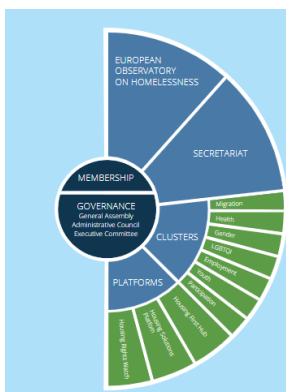 EUROPEAN
OBSERVATORY
ON HOMELESSNESS
SECRETARIAT
MEMBERSHIP
GOVERNANCE
General Assembly
Administrative Council
Executive Committee
CLUSTERS
Migration
Health
Gender
LGBTQI
Employment
Youth
Participation
PLATFORMS
Housing First Hub
Housing Solutions
Platform
Housing Rights Watch